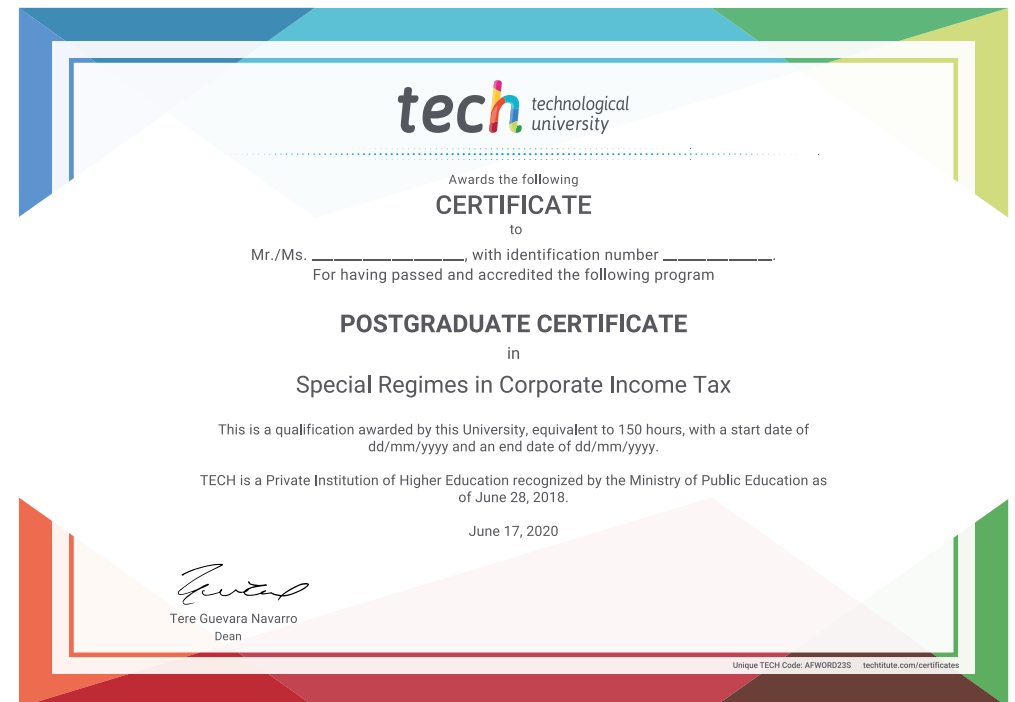 tech technological
university
Awards the following
CERTIFICATE
to
Mr./Ms. _______________, with identification number ___________.
For having passed and accredited the following program
POSTGRADUATE CERTIFICATE
in
Special Regimes in Corporate Income Tax
This is a qualification awarded by this University, equivalent to 150 hours, with a start date of
dd/mm/yyyy and an end date of dd/mm/yyyy.
TECH is a Private Institution of Higher Education recognized by the Ministry of Public Education as
of June 28, 2018.
June 17, 2020
Tere Guevara Navarro
Dean
Unique TECH Code: AFWORD23S techtitute.com/certificates